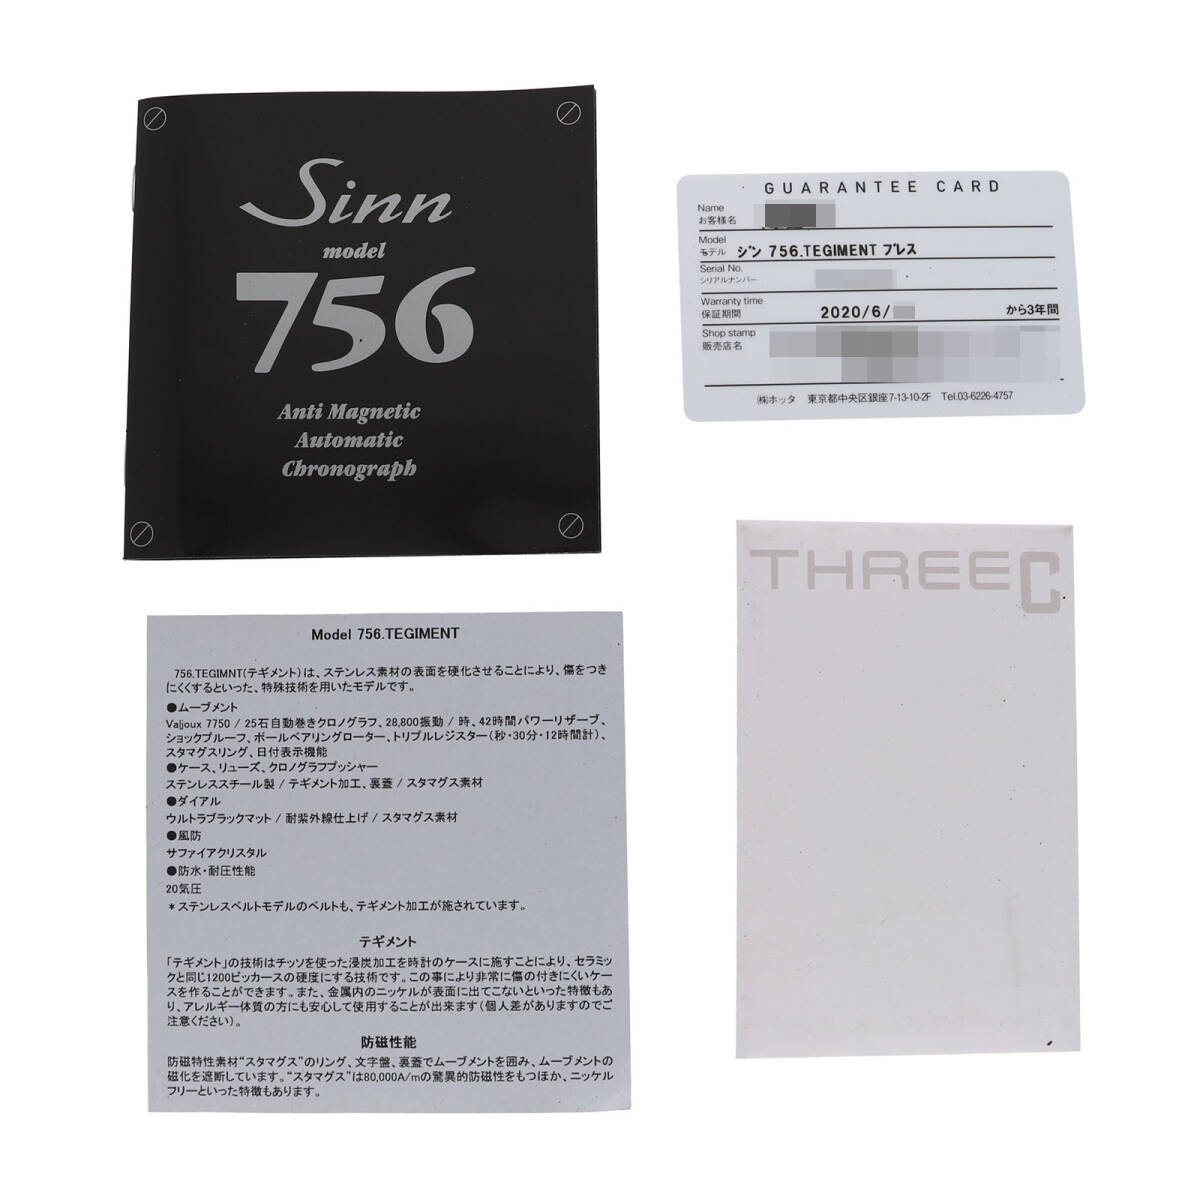 Sinn
model
756
Anti Magnetic
Automatic
Chronograph
GUARANTEE CARD
Name
お客様名
Model
モデル ジン 756.TEGIMENT ブレス
Serial No.
シリアルナンバー
Warranty time
保証期間 2020/6/ から3年間
Shop stamp
販売店名
㈱ホッタ 東京都中央区銀座7-13-10-2F Tel.03-6226-4757
THREEC
Model 756.TEGIMENT
756.TEGIMNT(テギメント)は、ステンレス素材の表面を硬化させることにより、傷をつき
にくくするといった、特殊技術を用いたモデルです。
●ムーブメント
Valjoux 7750 / 25石自動巻きクロノグラフ、28,800振動 / 時、42時間パワーリザーブ、
ショックプルーフ、ボールベアリングローター、トリプルレジスター(秒・30分・12時間計)、
スタマグスリング、日付表示機能
●ケース、リューズ、クロノグラフプッシャー
ステンレススチール製 / テギメント加工、裏蓋 / スタマグス素材
●ダイアル
ウルトラブラックマット / 耐紫外線仕上げ / スタマグス素材
●風防
サファイアクリスタル
●防水・耐圧性能
20気圧
*ステンレスベルトモデルのベルトも、テギメント加工が施されています。
テギメント
「テギメント」の技術はチッソを使った浸炭加工を時計のケースに施すことにより、セラミッ
クと同じ1200ビッカースの硬度にする技術です。この事により非常に傷の付きにくいケー
スを作ることができます。また、金属内のニッケルが表面に出てこないといった特徴もあ
り、アレルギー体質の方にも安心して使用することが出来ます(個人差がありますのでご
注意ください)。
防磁性能
防磁特性素材“スタマグス”のリング、文字盤、裏蓋でムーブメントを囲み、ムーブメントの
磁化を遮断しています。“スタマグス”は80,000A/mの驚異的防磁性をもつほか、ニッケル
フリーといった特徴もあります。